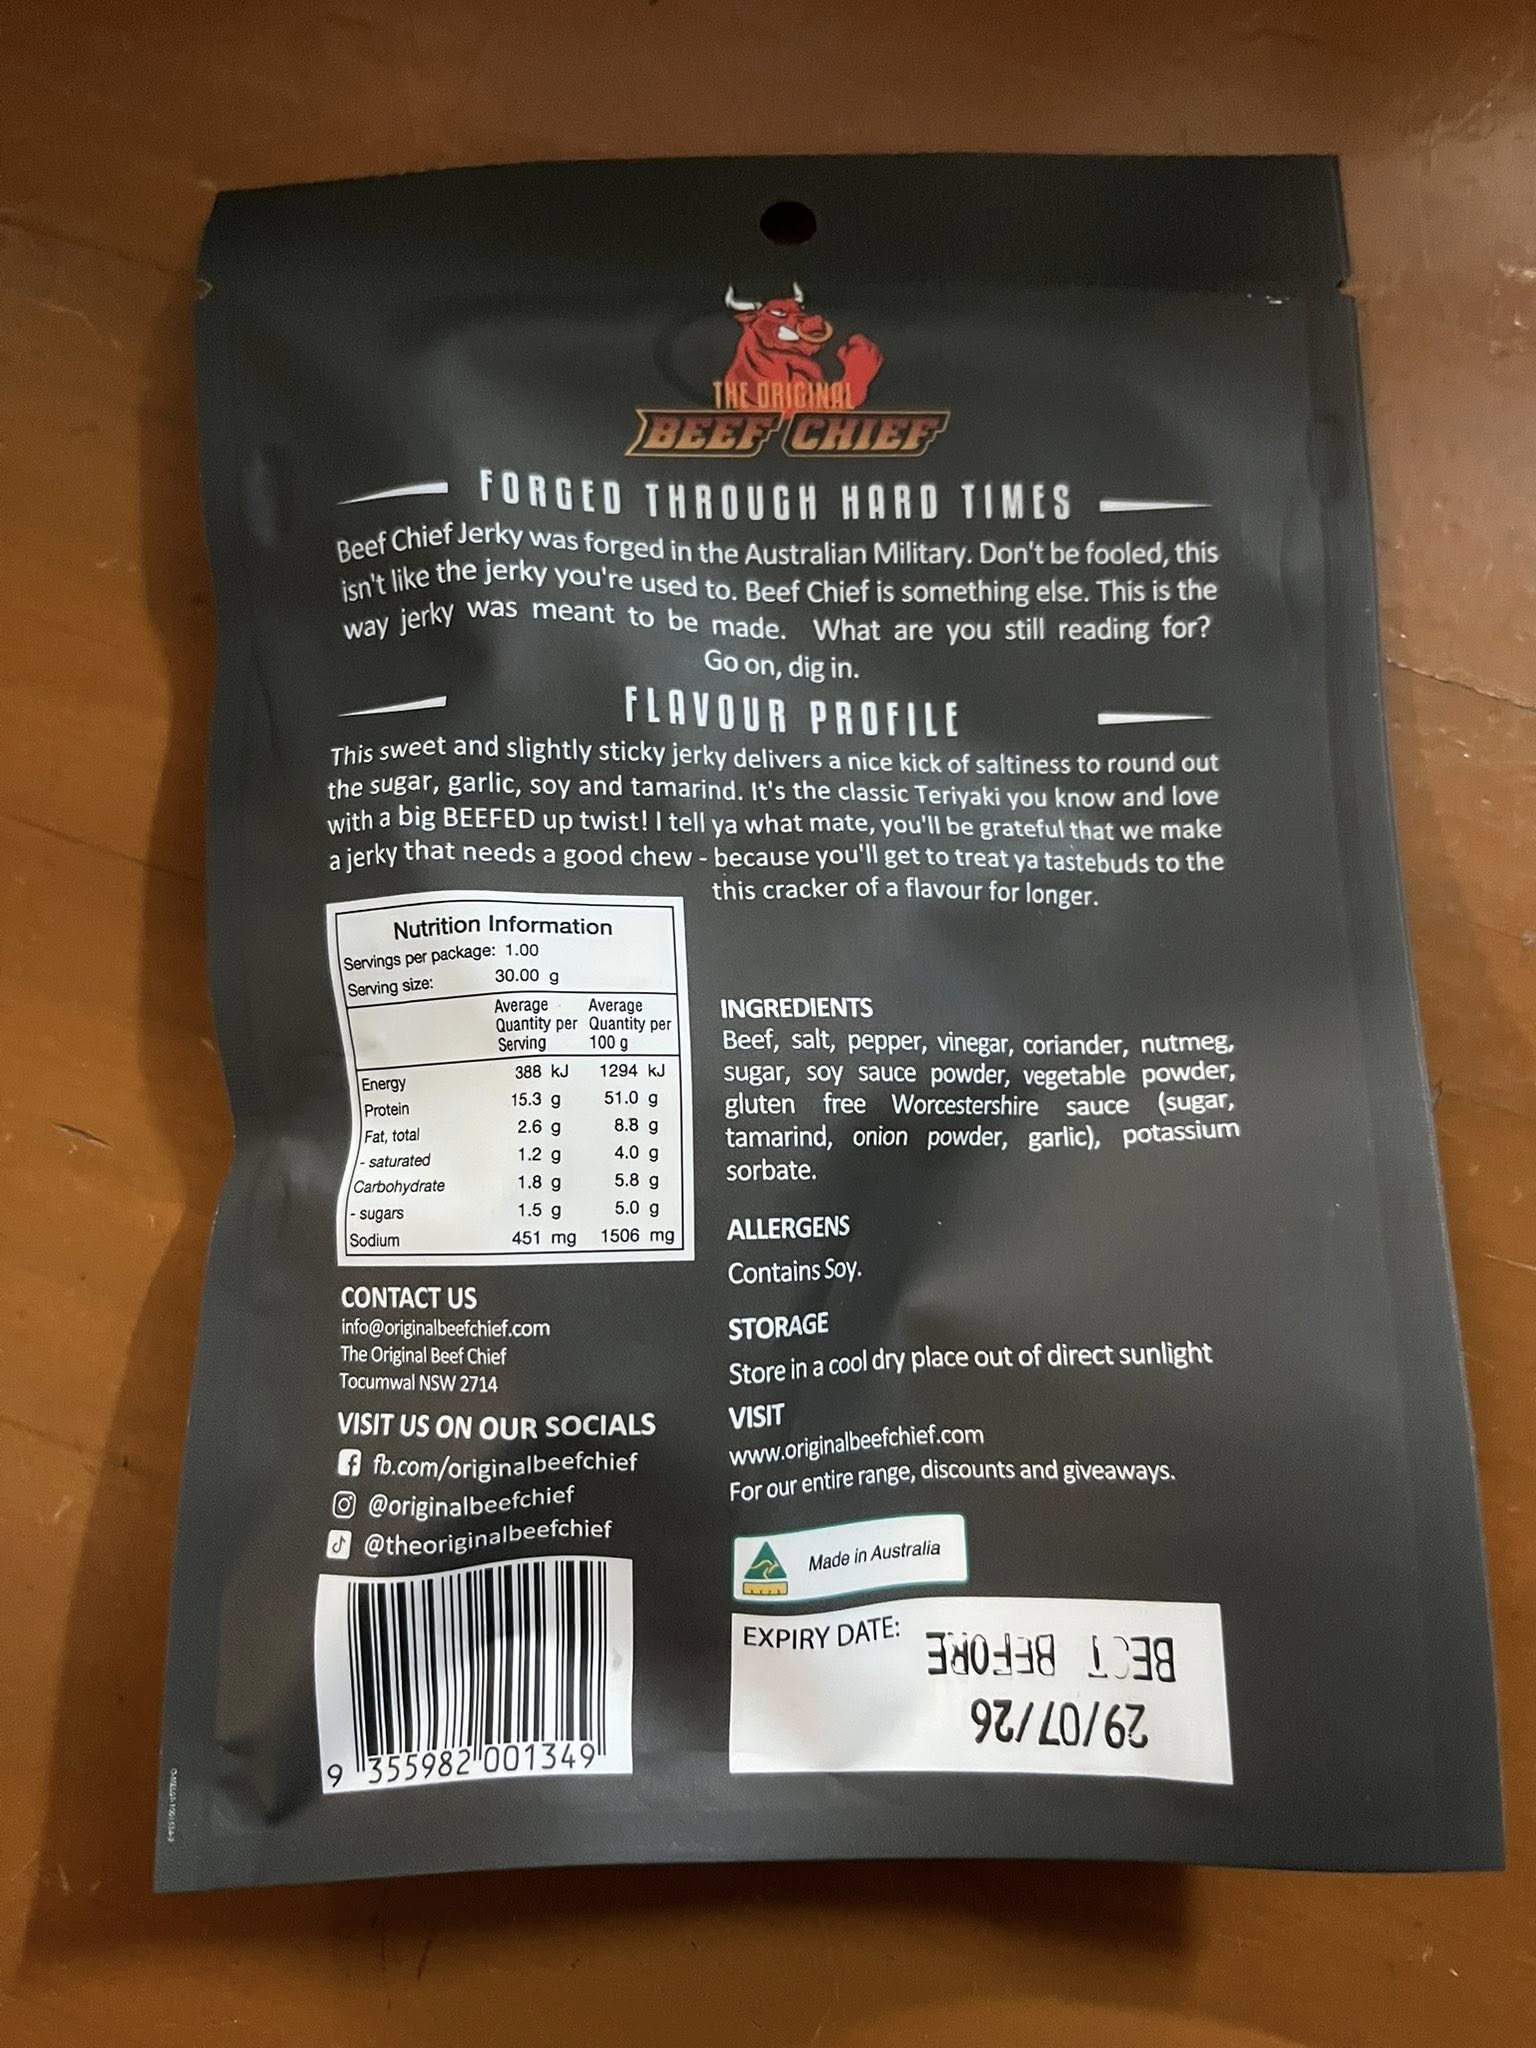 THE ORIGINAL
BEEF CHIEF
FORGED THROUGH HARD TIMES
Beef Chief Jerky was forged in the Australian Military. Don't be fooled, this
isn't like the jerky you're used to. Beef Chief is something else. This is the
way jerky was meant to be made. What are you still reading for?
Go on, dig in.
FLAVOUR PROFILE
This sweet and slightly sticky jerky delivers a nice kick of saltiness to round out
the sugar, garlic, soy and tamarind. It's the classic Teriyaki you know and love
with a big BEEFED up twist! I tell ya what mate, you'll be grateful that we make
a jerky that needs a good chew - because you'll get to treat ya tastebuds to the
this cracker of a flavour for longer.
Nutrition Information
Servings per package: 1.00
Serving size: 30.00 g
Average Quantity per Serving Average Quantity per 100 g
Energy 388 kJ 1294 kJ
Protein 15.3 g 51.0 g
Fat, total 2.6 g 8.8 g
- saturated 1.2 g 4.0 g
Carbohydrate 1.8 g 5.8 g
- sugars 1.5 g 5.0 g
Sodium 451 mg 1506 mg
INGREDIENTS
Beef, salt, pepper, vinegar, coriander, nutmeg,
sugar, soy sauce powder, vegetable powder,
gluten free Worcestershire sauce (sugar,
tamarind, onion powder, garlic), potassium
sorbate.
ALLERGENS
Contains Soy.
STORAGE
Store in a cool dry place out of direct sunlight
VISIT
www.originalbeefchief.com
For our entire range, discounts and giveaways.
CONTACT US
info@originalbeefchief.com
The Original Beef Chief
Tocumwal NSW 2714
VISIT US ON OUR SOCIALS
fb.com/originalbeefchief
@originalbeefchief
@theoriginalbeefchief
9 355982 001349
Made in Australia
EXPIRY DATE:
BEST BEFORE
29/07/26